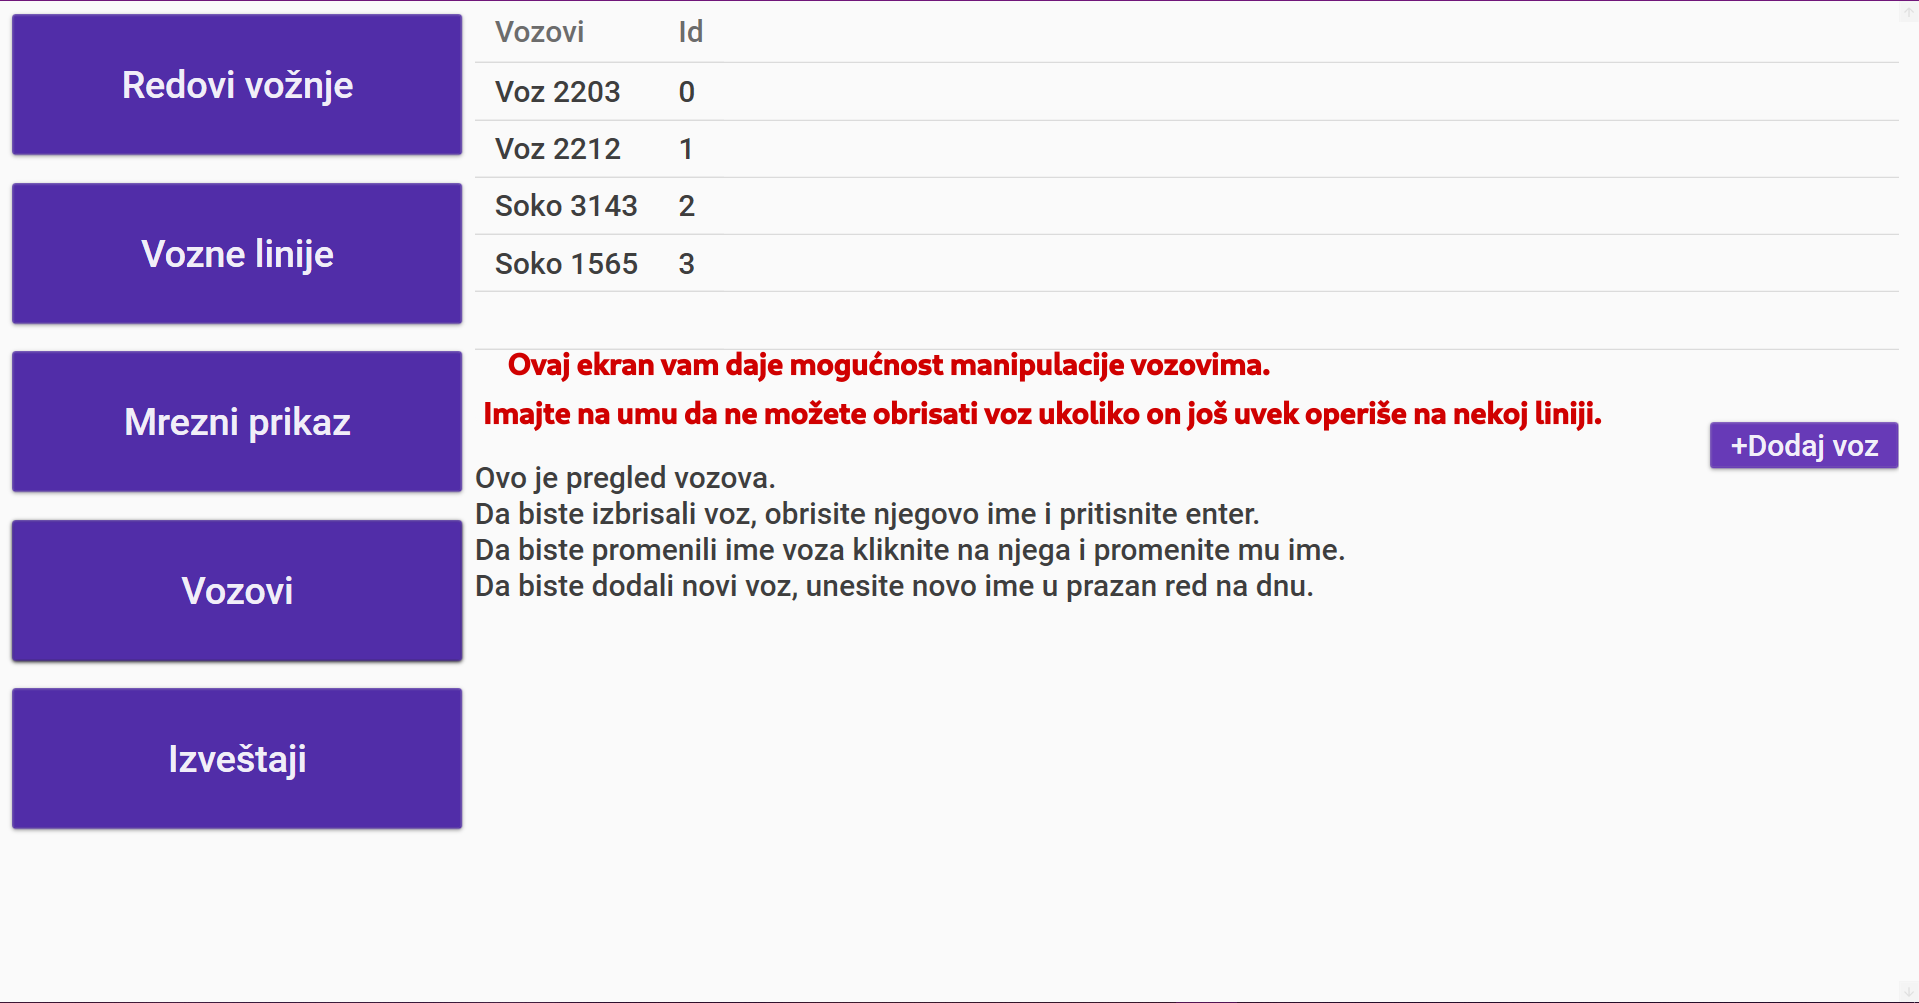 Redovi vožnje
Vozne linije
Mrezni prikaz
Vozovi
Izveštaji
Vozovi Id
Voz 2203 0
Voz 2212 1
Soko 3143 2
Soko 1565 3
Ovaj ekran vam daje mogućnost manipulacije vozovima.
Imajte na umu da ne možete obrisati voz ukoliko on još uvek operiše na nekoj liniji.
+Dodaj voz
Ovo je pregled vozova.
Da biste izbrisali voz, obrisite njegovo ime i pritisnite enter.
Da biste promenili ime voza kliknite na njega i promenite mu ime.
Da biste dodali novi voz, unesite novo ime u prazan red na dnu.